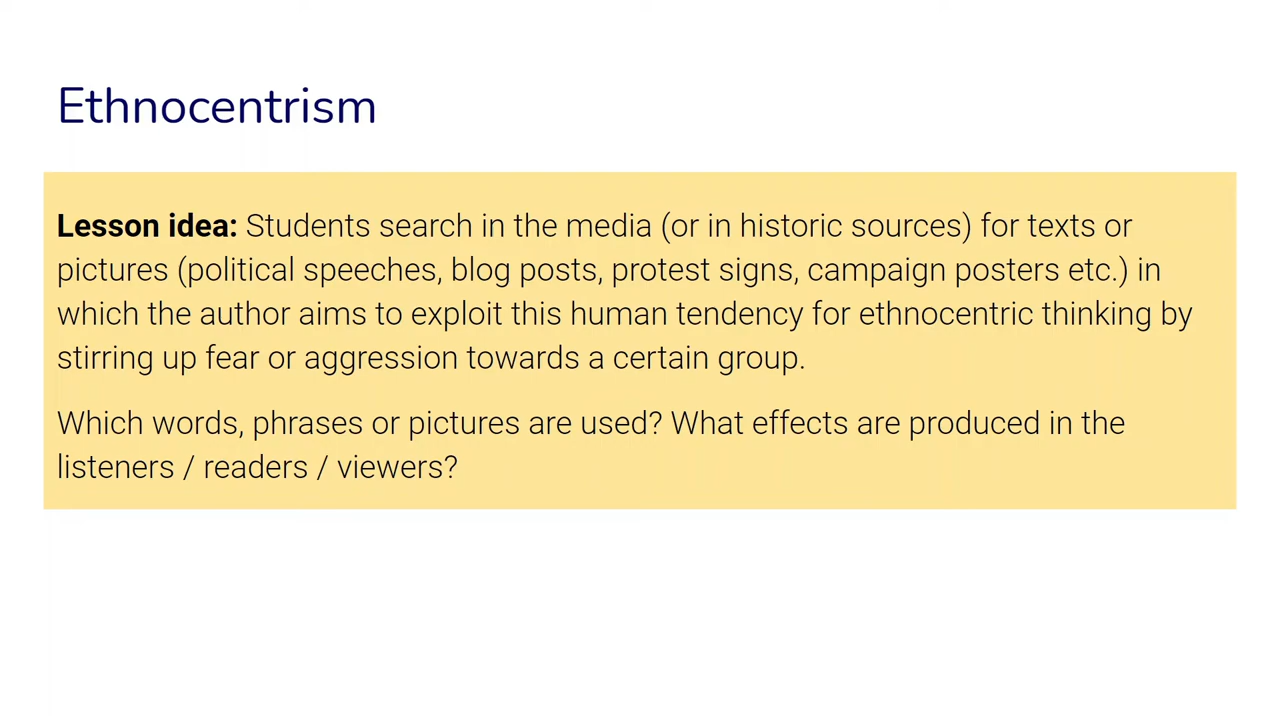 Ethnocentrism
Lesson idea: Students search in the media (or in historic sources) for texts or
pictures (political speeches, blog posts, protest signs, campaign posters etc.) in
which the author aims to exploit this human tendency for ethnocentric thinking by
stirring up fear or aggression towards a certain group.
Which words, phrases or pictures are used? What effects are produced in the
listeners / readers / viewers?